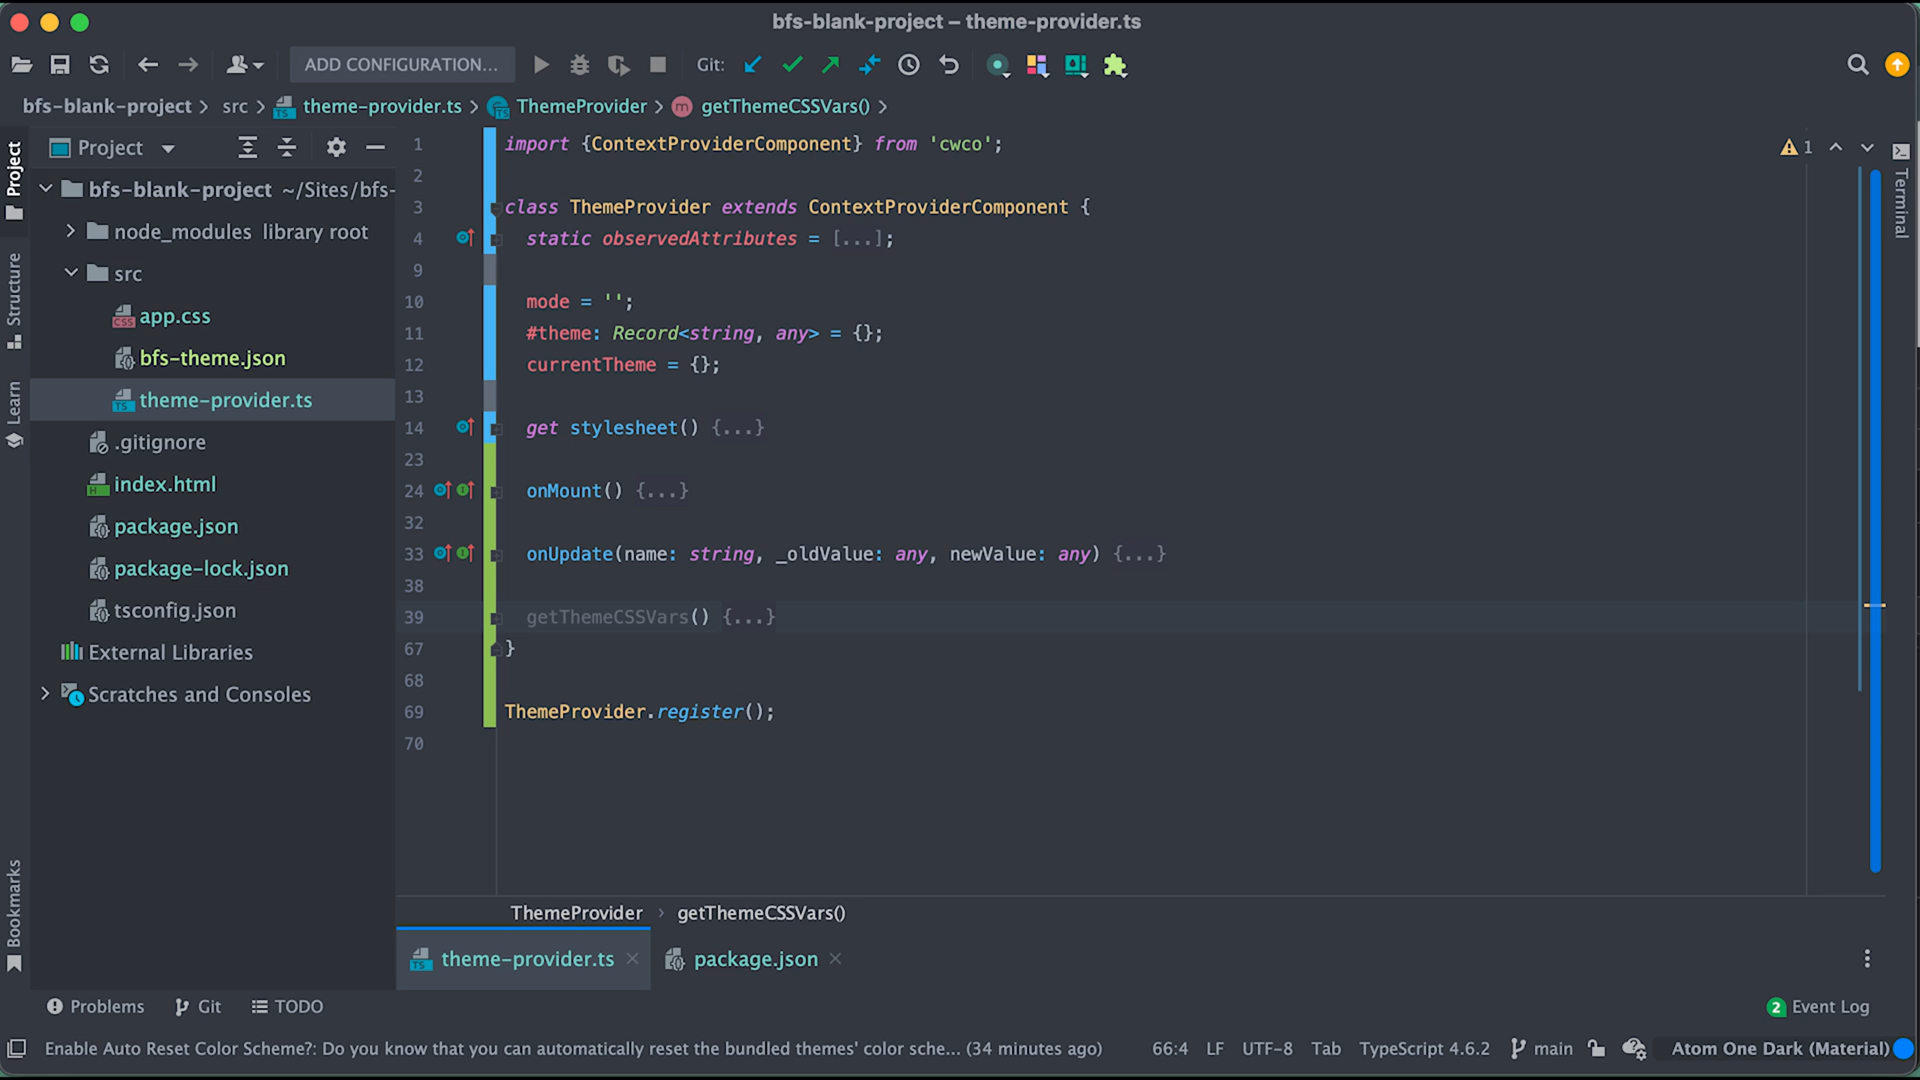 bfs-blank-project – theme-provider.ts
ADD CONFIGURATION...
Git:
bfs-blank-project
src
theme-provider.ts
ThemeProvider
getThemeCSSVars()
Project
Structure
Learn
Bookmarks
Project
bfs-blank-project ~/Sites/bfs-
node_modules library root
src
app.css
bfs-theme.json
theme-provider.ts
.gitignore
index.html
package.json
package-lock.json
tsconfig.json
External Libraries
Scratches and Consoles
1 import {ContextProviderComponent} from 'cwco';
2
3 class ThemeProvider extends ContextProviderComponent {
4 static observedAttributes = [...];
9
10 mode = '';
11 #theme: Record<string, any> = {};
12 currentTheme = {};
13
14 get stylesheet() {...}
23
24 onMount() {...}
32
33 onUpdate(name: string, _oldValue: any, newValue: any) {...}
38
39 getThemeCSSVars() {...}
67 }
68
69 ThemeProvider.register();
70
1
Terminal
ThemeProvider
getThemeCSSVars()
theme-provider.ts
package.json
Problems
Git
TODO
2 Event Log
Enable Auto Reset Color Scheme?: Do you know that you can automatically reset the bundled themes' color sche... (34 minutes ago)
66:4
LF
UTF-8
Tab
TypeScript 4.6.2
main
Atom One Dark (Material)